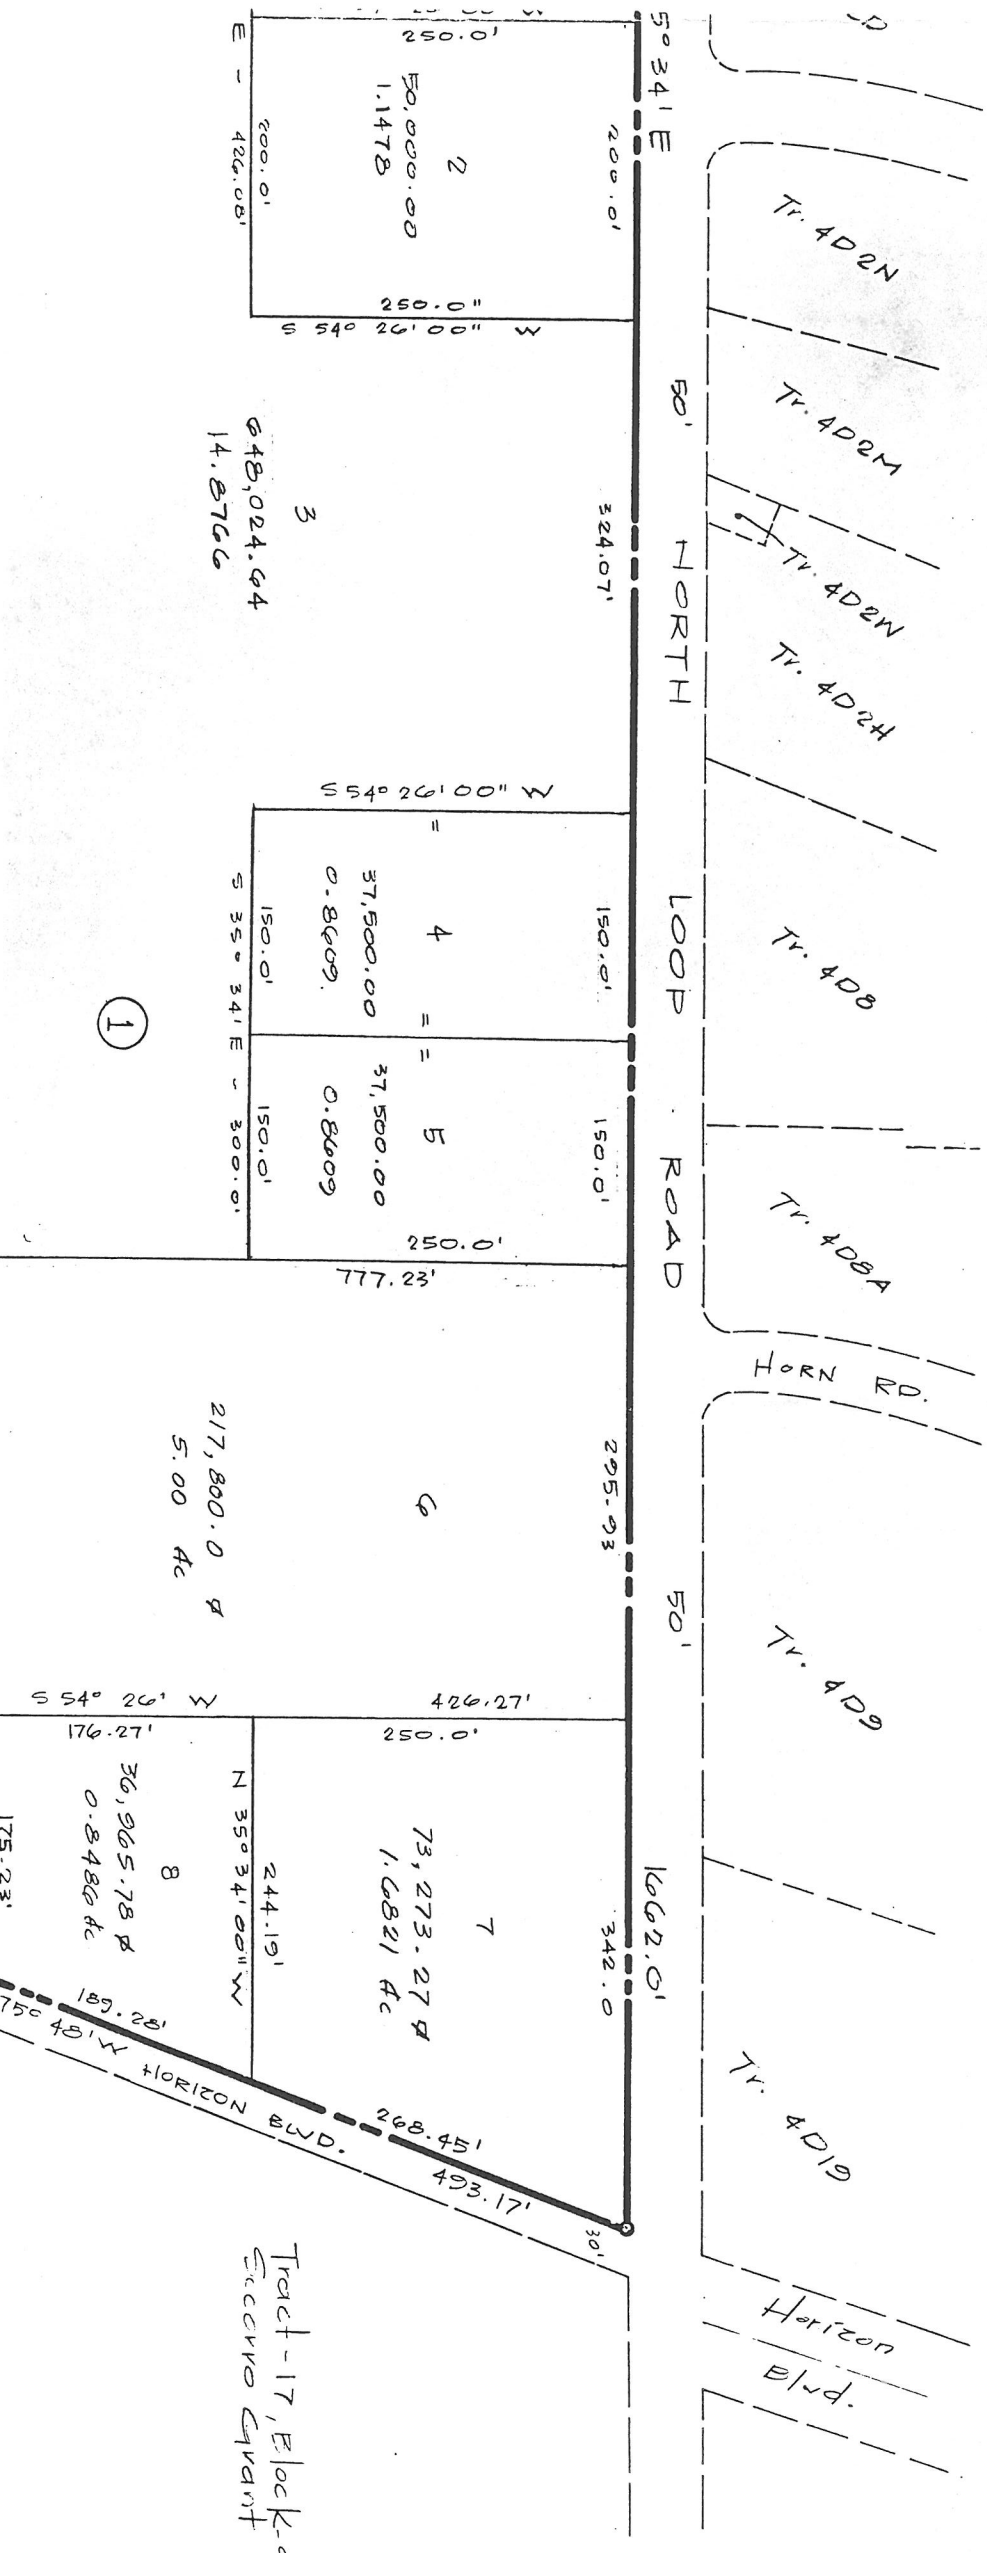 250.0'
5° 34' E
200.0'
2
50,000.00
1.1478
200.0'
E - 426.08'
250.0"
S 54° 26' 00" W
50' NORTH LOOP ROAD 50'
324.07'
3
648,024.64
14.8766
S 54° 26' 00" W
150.0'
=
4
=
37,500.00
0.8609.
150.0'
150.0'
=
5
37,500.00
0.8609
150.0'
S 35° 34' E - 300.0'
250.0'
777.23'
1
295.93'
6
217,800.0
5.00 Ac
S 54° 26' W
426.27'
176.27'
250.0'
1662.0'
342.0
7
73,273.27
1.6821 Ac
244.19'
N 35° 34' 00" W
8
36,965.78
0.8486 Ac
175.23'
189.28'
268.45'
493.17'
75° 48' W HORIZON BLVD.
30'
Tr. 4D2N
Tr. 4D2M
Tr. 4D2W
Tr. 4D2H
Tr. 4D8
Tr. 4D8A
HORN RD.
Tr. 4D9
Tr. 4D19
Horizon
Blvd.
Tract-17, Block-
Socorro Grant